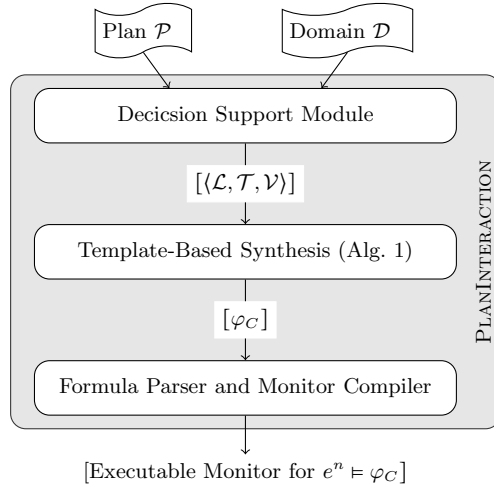 Plan 𝒫
Domain 𝒟
Decicsion Support Module
[⟨ℒ, 𝒯, 𝒱⟩]
Template-Based Synthesis (Alg. 1)
[φ_C]
Formula Parser and Monitor Compiler
PLANINTERACTION
[Executable Monitor for eⁿ ⊨ φ_C]